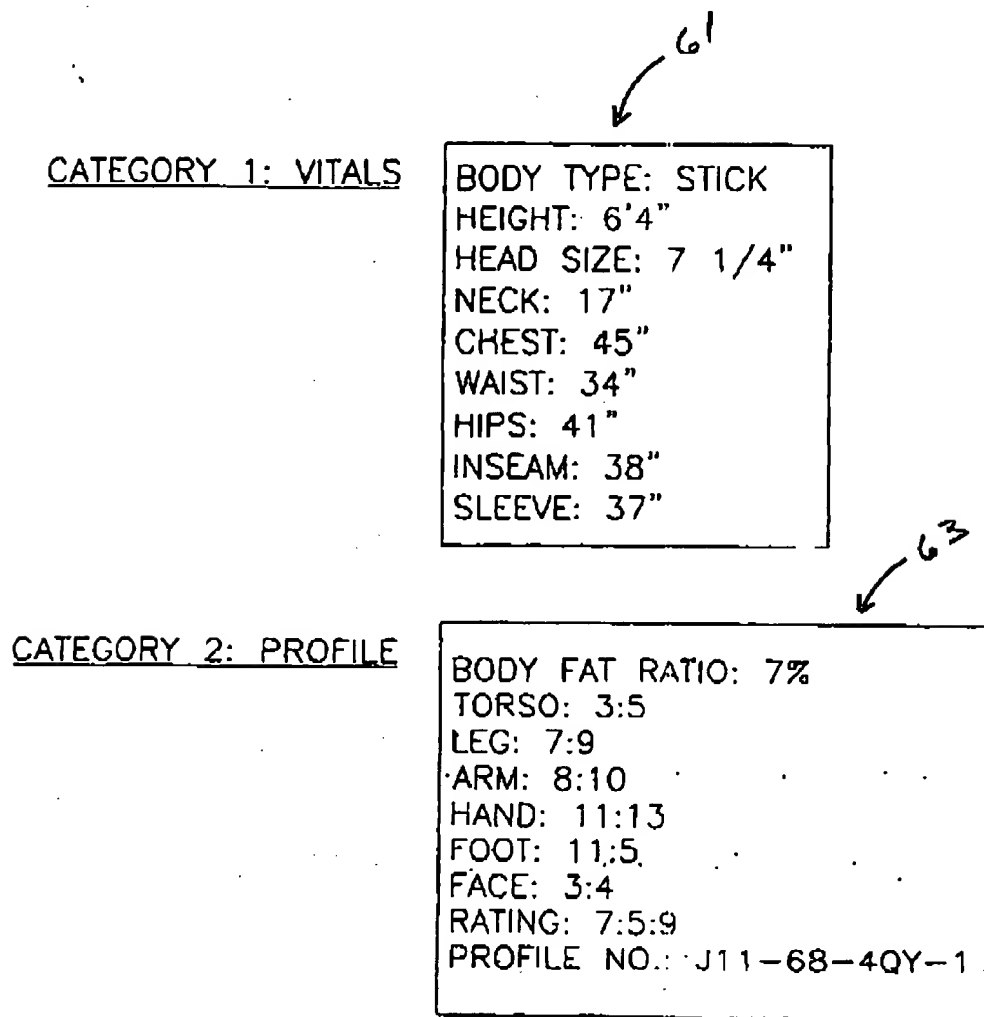 61
CATEGORY 1: VITALS
BODY TYPE: STICK
HEIGHT: 6'4"
HEAD SIZE: 7 1/4"
NECK: 17"
CHEST: 45"
WAIST: 34"
HIPS: 41"
INSEAM: 38"
SLEEVE: 37"
63
CATEGORY 2: PROFILE
BODY FAT RATIO: 7%
TORSO: 3:5
LEG: 7:9
ARM: 8:10
HAND: 11:13
FOOT: 11:5
FACE: 3:4
RATING: 7:5:9
PROFILE NO.: J11-68-4QY-1